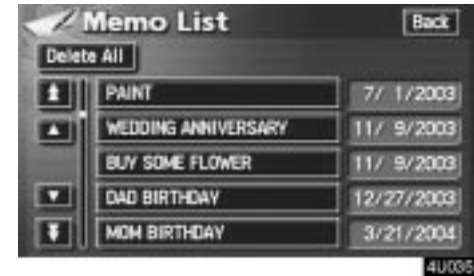 Memo List Back
Delete All
PAINT 7/ 1/2003
WEDDING ANNIVERSARY 11/ 9/2003
BUY SOME FLOWER 11/ 9/2003
DAD BIRTHDAY 12/27/2003
MOM BIRTHDAY 3/21/2004
4U035